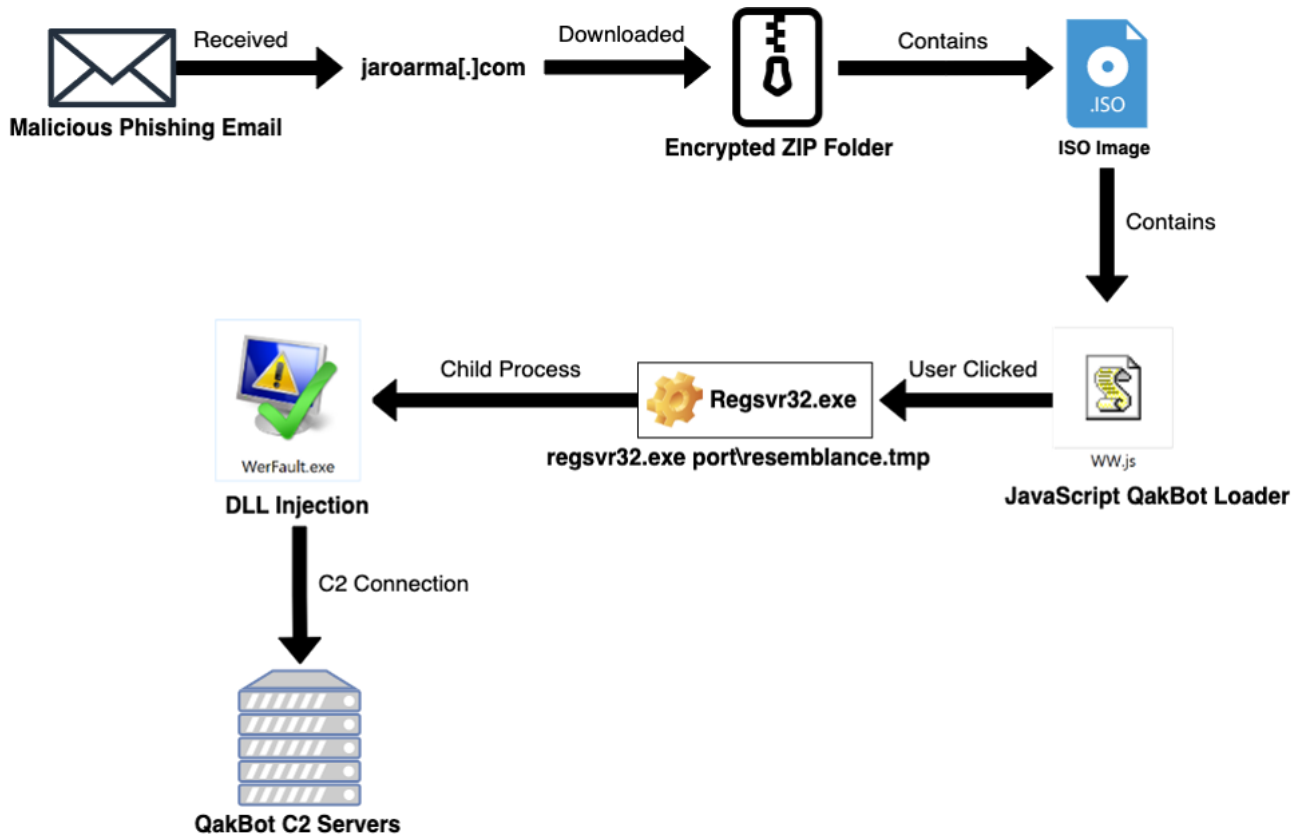 Received
Downloaded
Contains
jaroarma[.]com
.ISO
Malicious Phishing Email
Encrypted ZIP Folder
ISO Image
Contains
Child Process
User Clicked
Regsvr32.exe
WerFault.exe
regsvr32.exe port\resemblance.tmp
WW.js
DLL Injection
JavaScript QakBot Loader
C2 Connection
QakBot C2 Servers